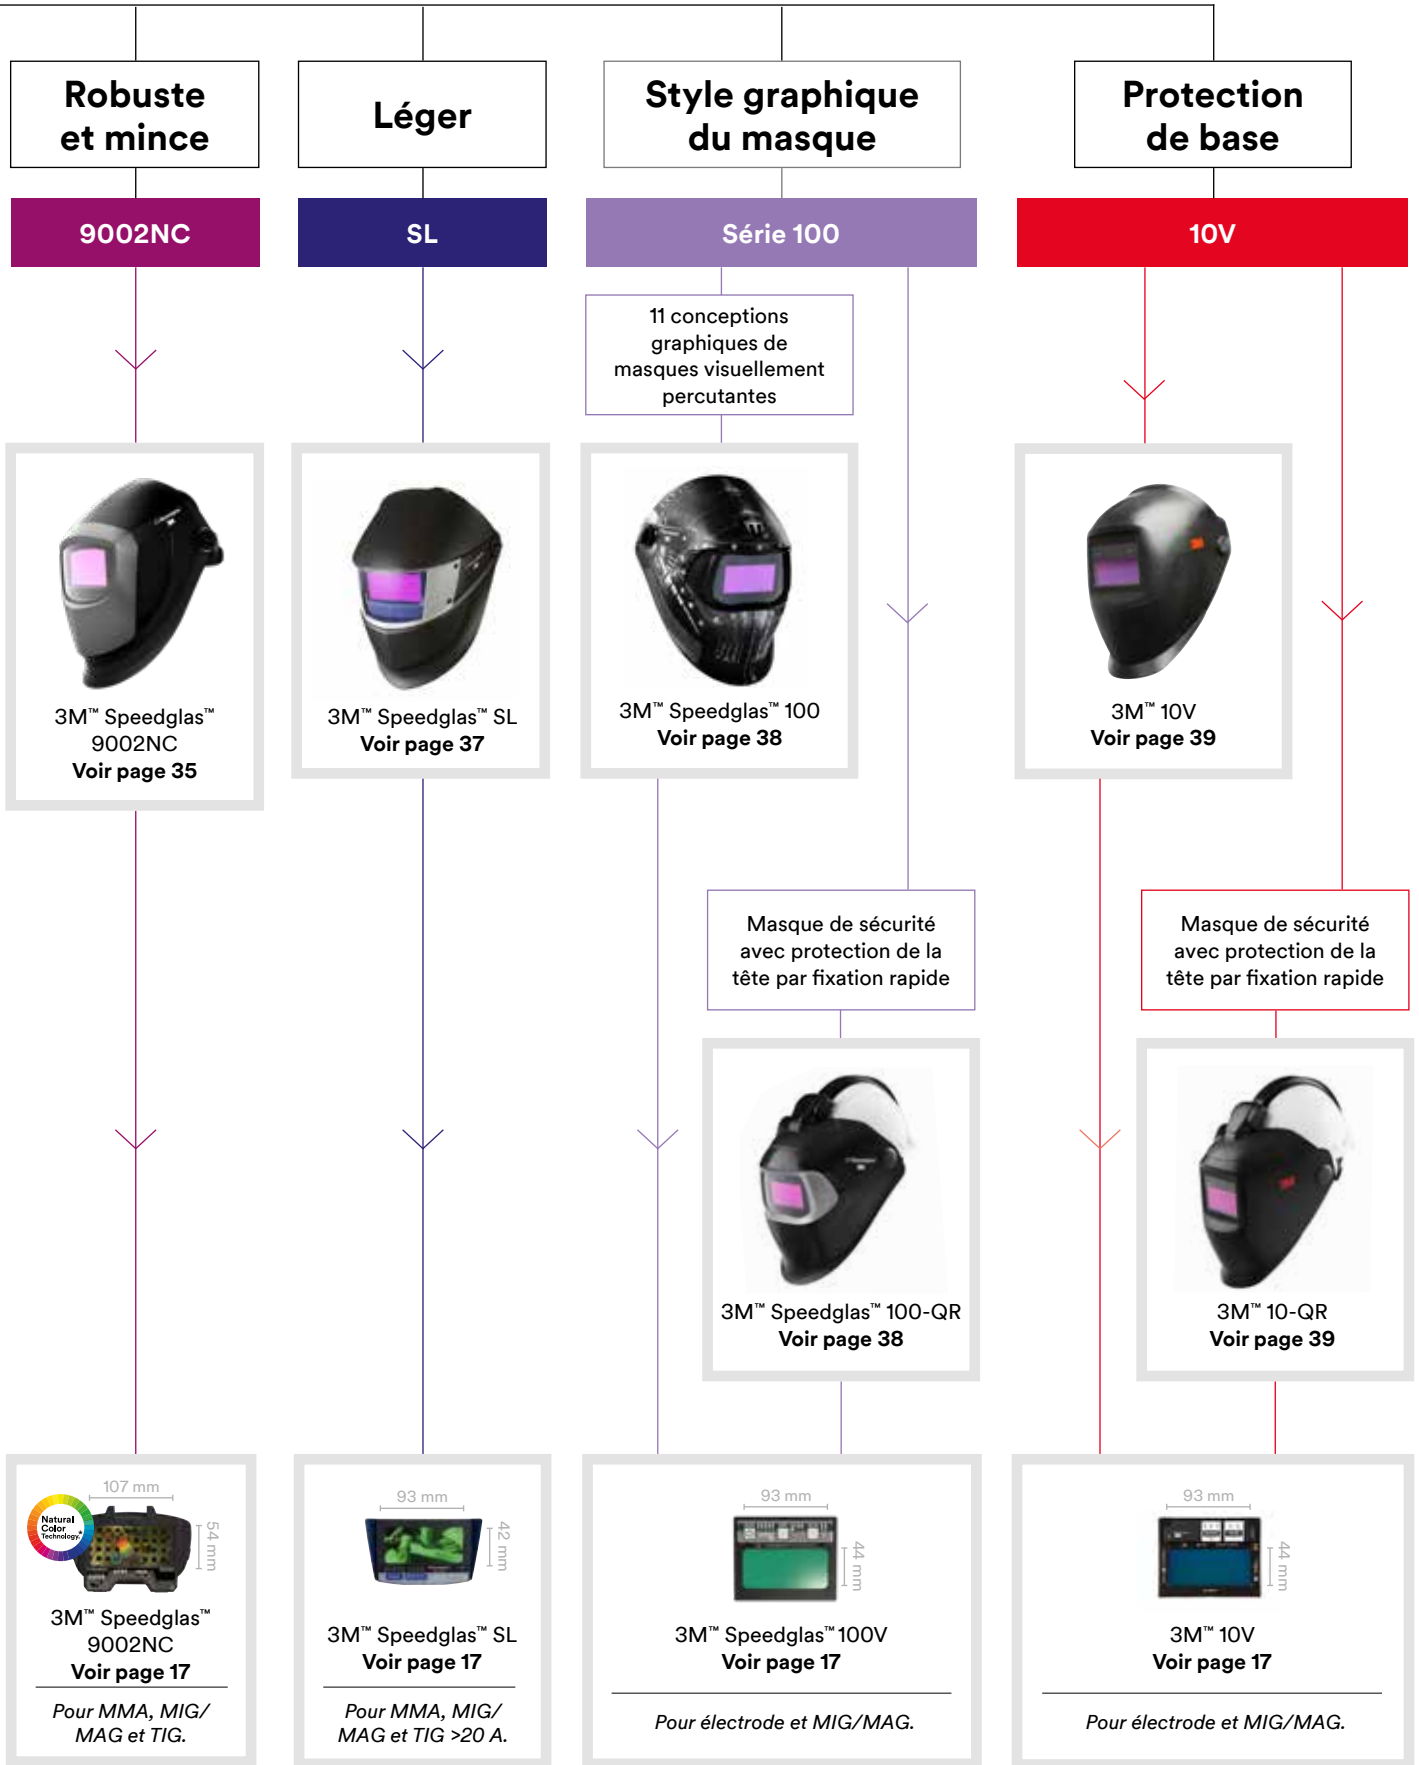 Robuste
et mince
Léger
Style graphique
du masque
Protection
de base
9002NC
SL
Série 100
10V
11 conceptions
graphiques de
masques visuellement
percutantes
3M™ Speedglas™
9002NC
Voir page 35
3M™ Speedglas™ SL
Voir page 37
3M™ Speedglas™ 100
Voir page 38
3M™ 10V
Voir page 39
Masque de sécurité
avec protection de la
tête par fixation rapide
Masque de sécurité
avec protection de la
tête par fixation rapide
3M™ Speedglas™ 100-QR
Voir page 38
3M™ 10-QR
Voir page 39
107 mm
54 mm
Natural
Color
Technology.★
3M™ Speedglas™
9002NC
Voir page 17
Pour MMA, MIG/
MAG et TIG.
93 mm
42 mm
3M™ Speedglas™ SL
Voir page 17
Pour MMA, MIG/
MAG et TIG >20 A.
93 mm
44 mm
3M™ Speedglas™ 100V
Voir page 17
Pour électrode et MIG/MAG.
93 mm
44 mm
3M™ 10V
Voir page 17
Pour électrode et MIG/MAG.